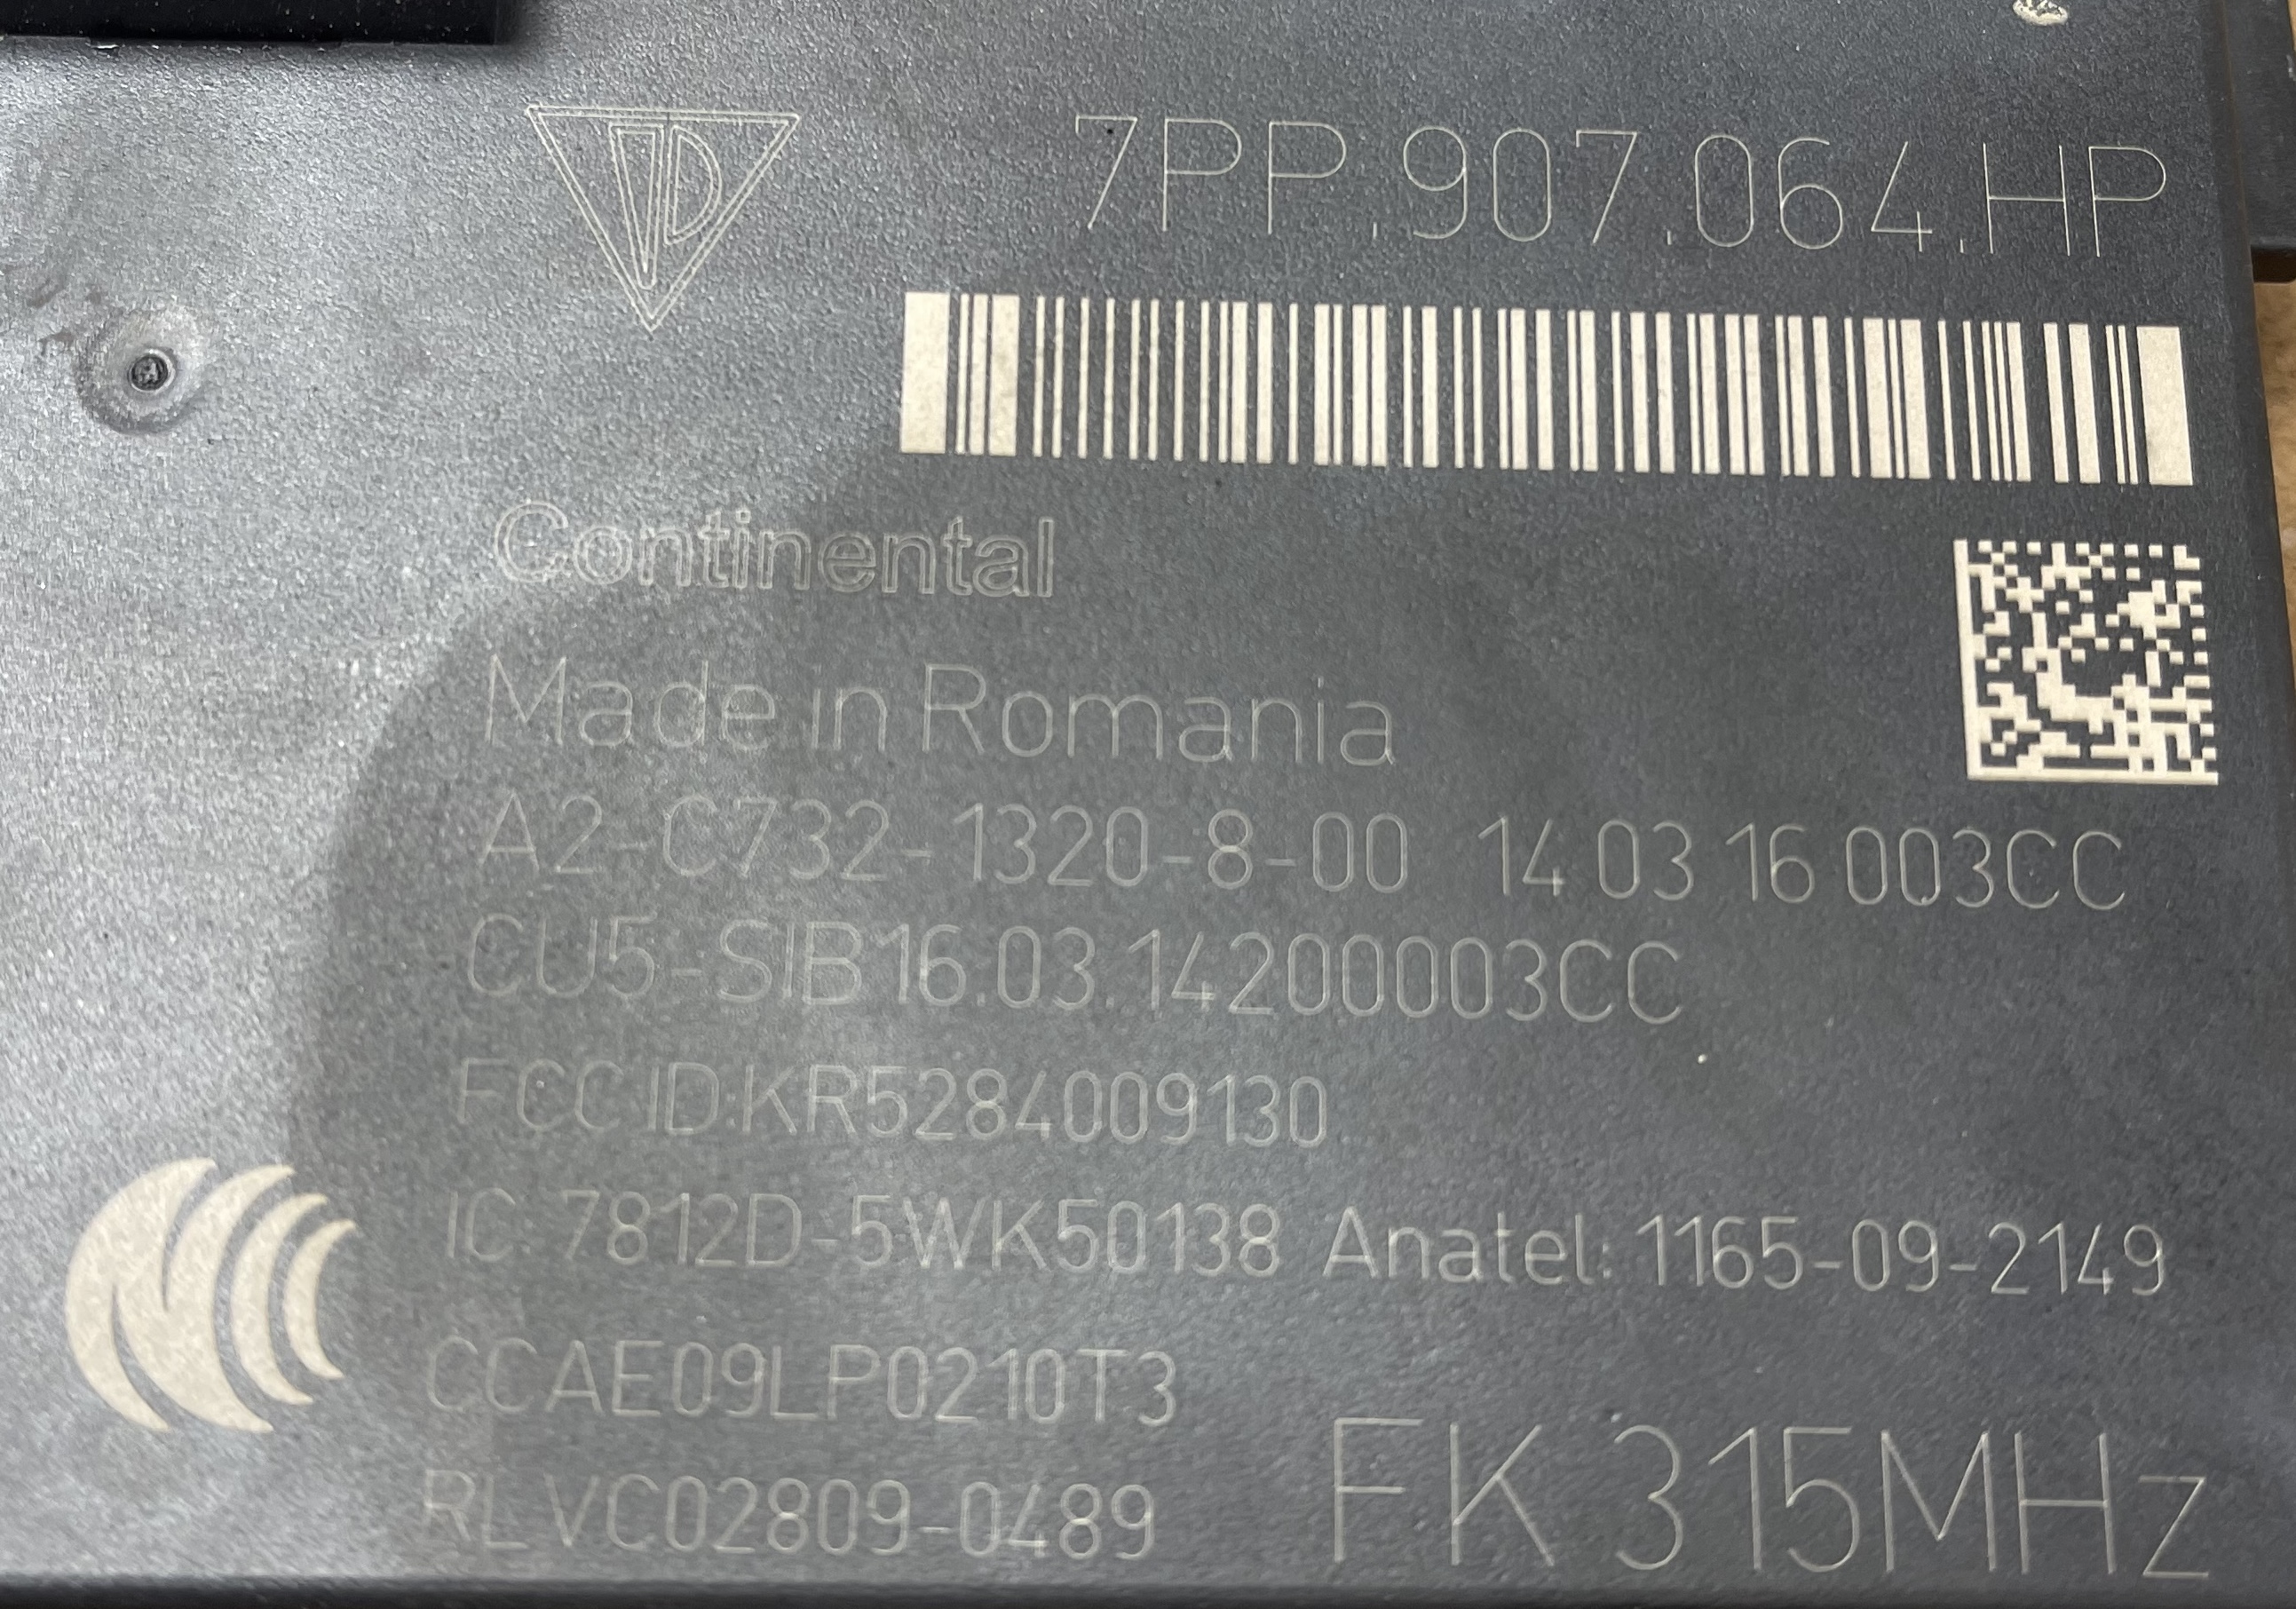 7PP.907.064.HP
Continental
Made in Romania
A2-C732-1320-8-00 14 03 16 003CC
CU5-SIB16.03.14200003CC
FCC ID:KR5284009130
IC: 7812D-5WK50138 Anatel: 1165-09-2149
CCAE09LP0210T3
RLVC02809-0489
FK 315MHz